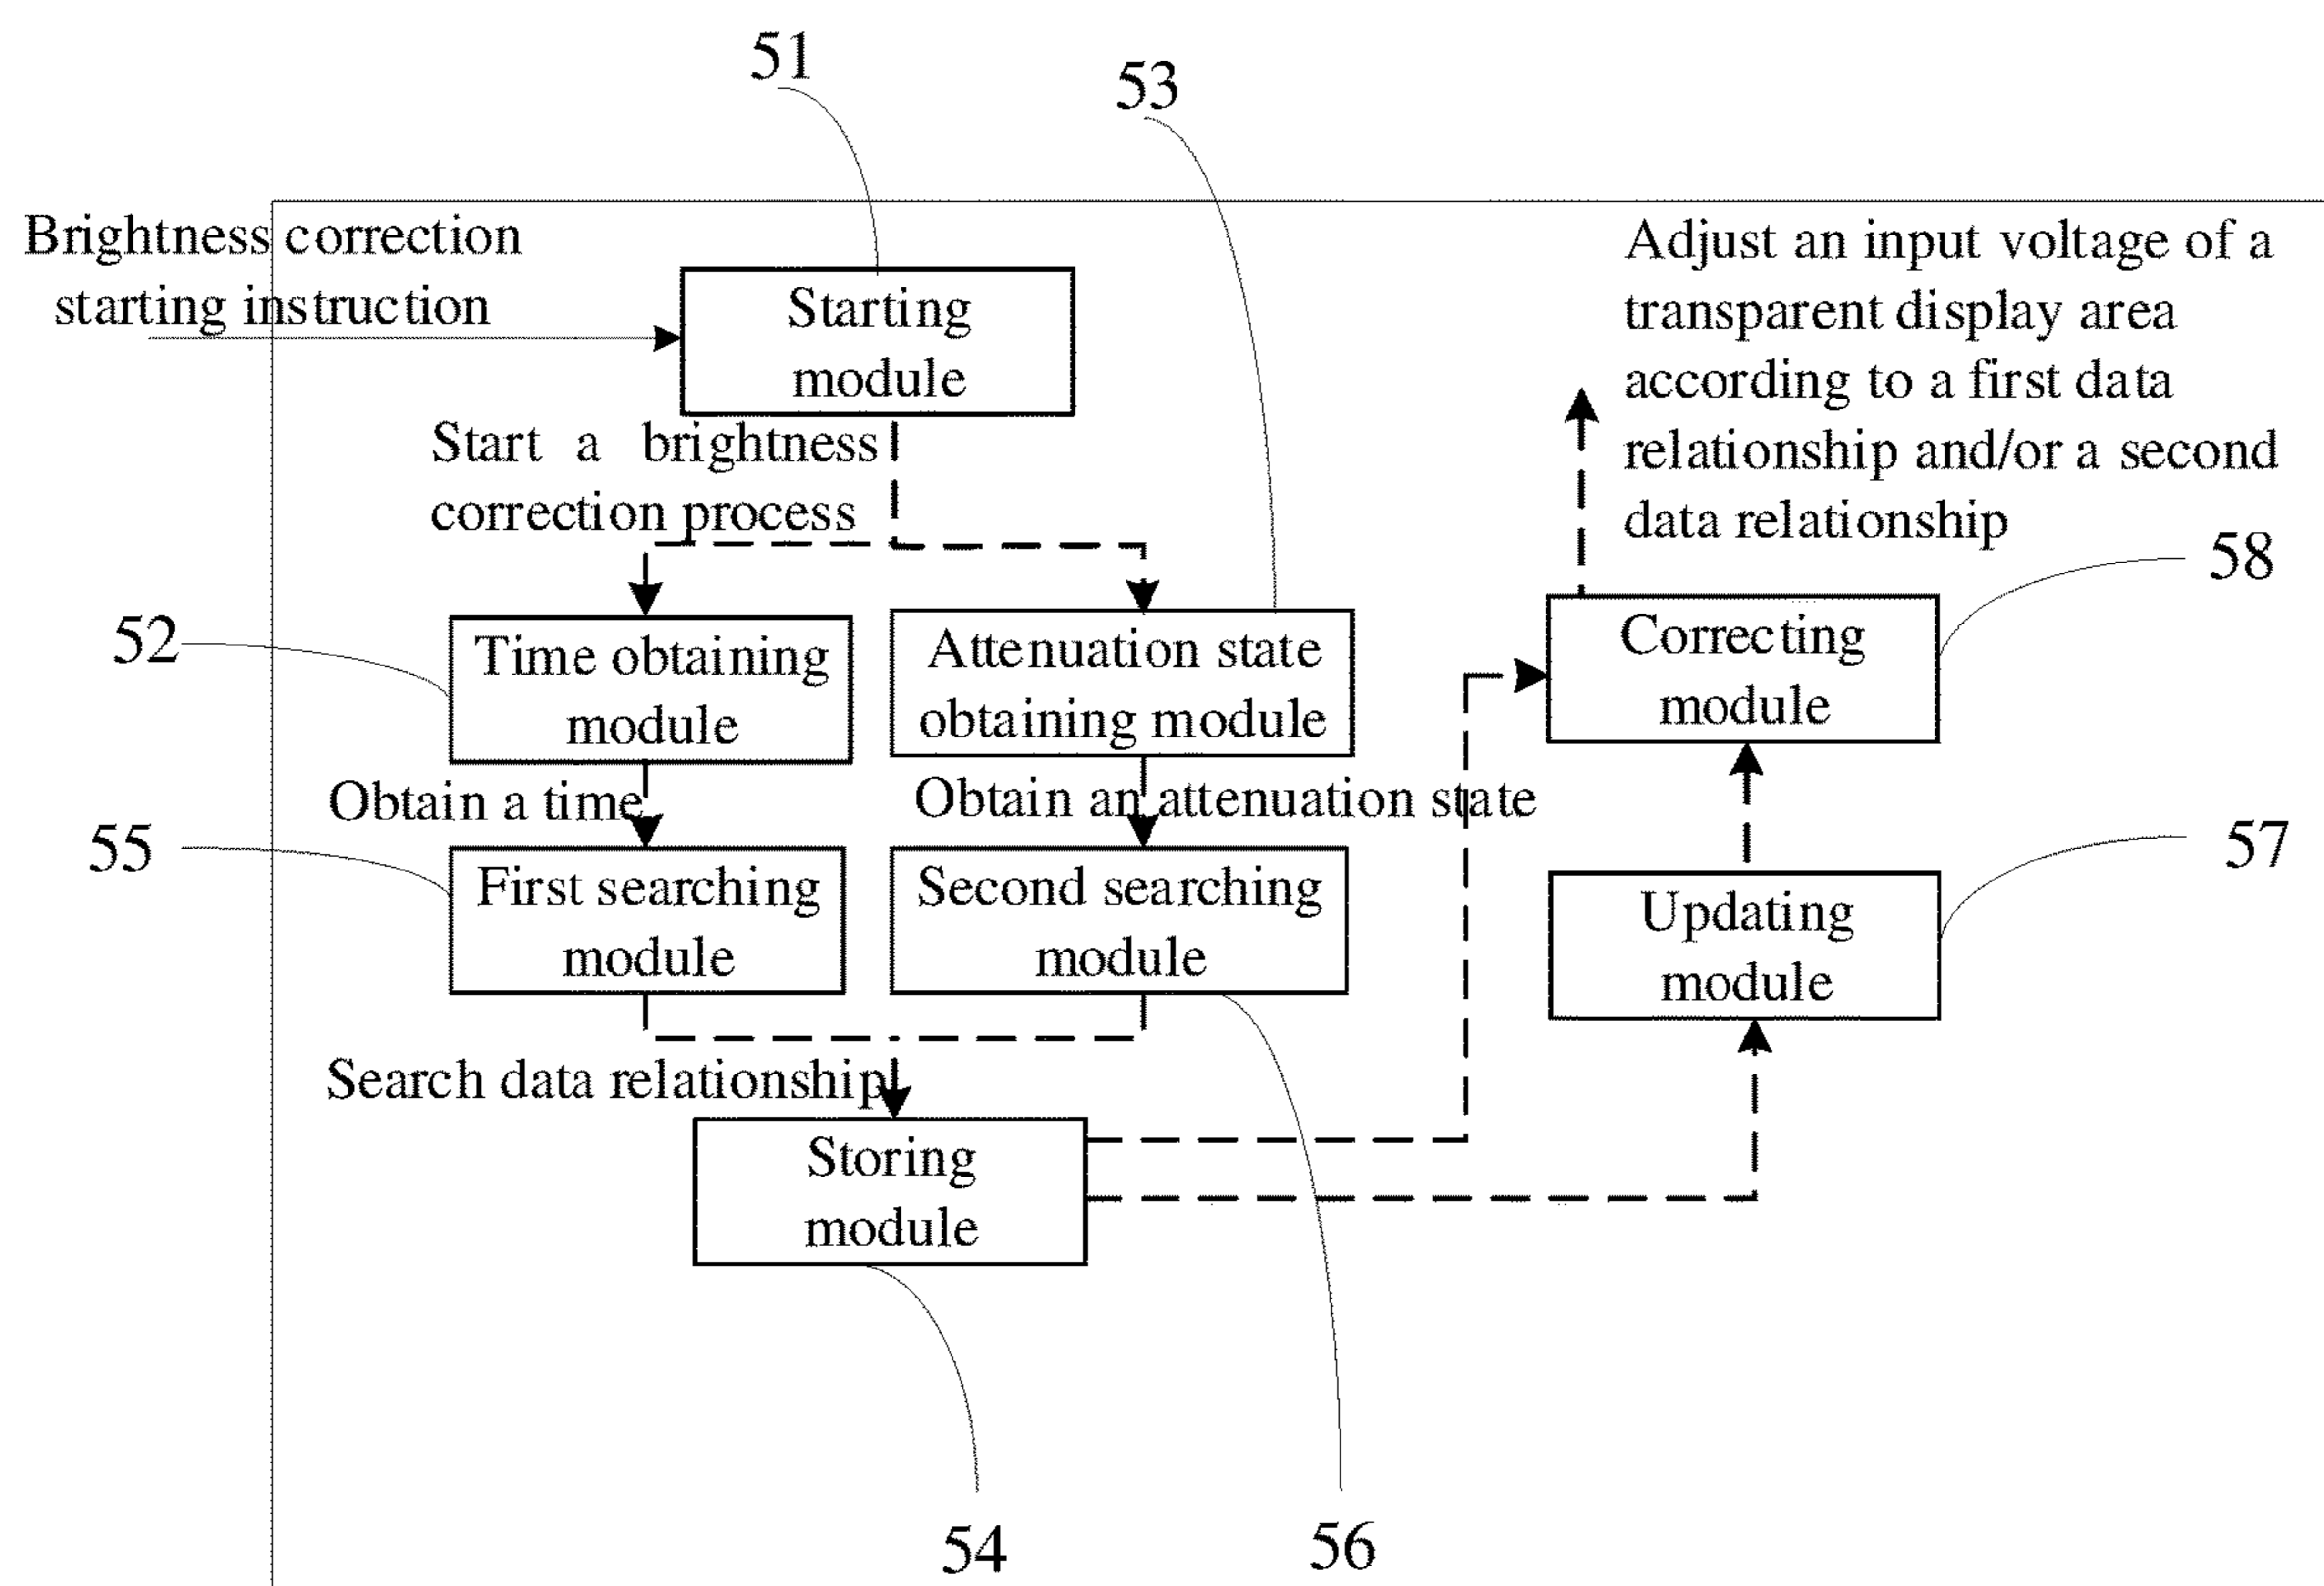 51
53
Brightness correction
starting instruction
Starting
module
Adjust an input voltage of a
transparent display area
according to a first data
relationship and/or a second
data relationship
Start a brightness
correction process
58
52
Time obtaining
module
Attenuation state
obtaining module
Correcting
module
Obtain a time
Obtain an attenuation state
55
57
First searching
module
Second searching
module
Updating
module
Search data relationship
Storing
module
54
56